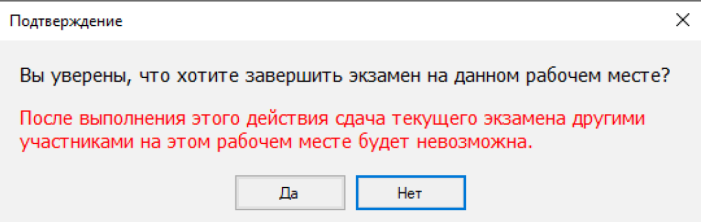 Подтверждение
Вы уверены, что хотите завершить экзамен на данном рабочем месте?
После выполнения этого действия сдача текущего экзамена другими
участниками на этом рабочем месте будет невозможна.
Да Нет